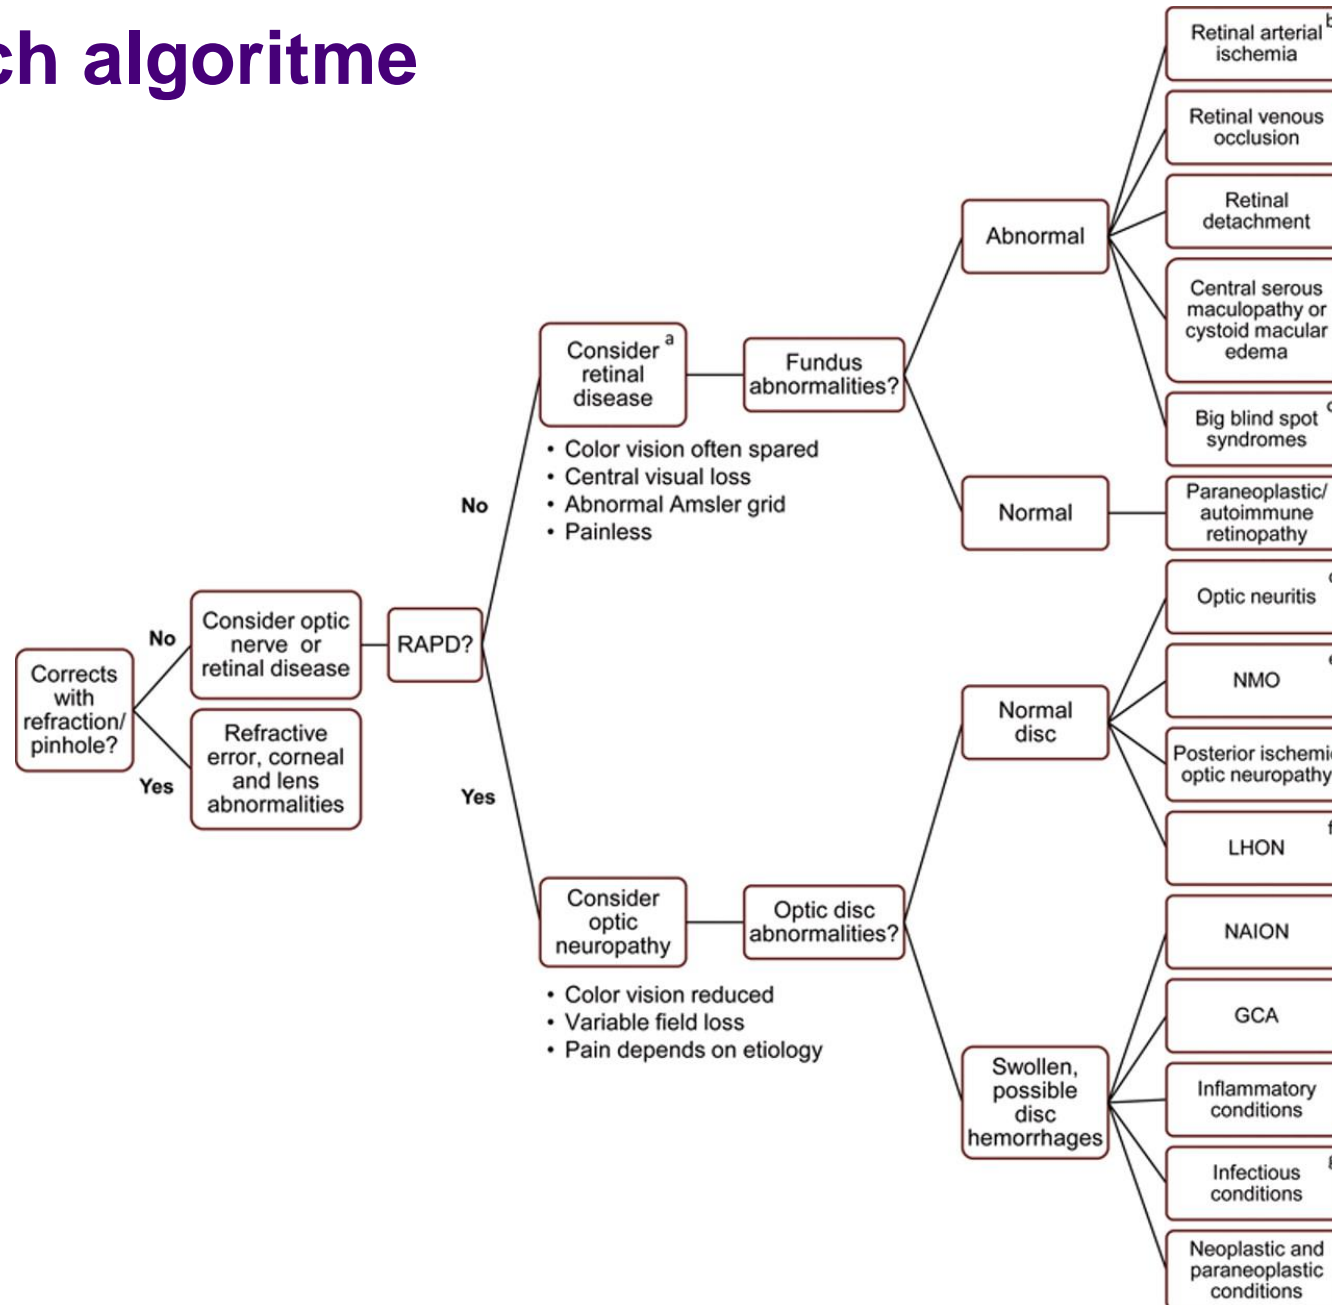 ch algoritme
Corrects
with
refraction/
pinhole?
No
Yes
Consider optic
nerve or
retinal disease
Refractive
error, corneal
and lens
abnormalities
RAPD?
No
Yes
Consider a
retinal
disease
• Color vision often spared
• Central visual loss
• Abnormal Amsler grid
• Painless
Consider
optic
neuropathy
• Color vision reduced
• Variable field loss
• Pain depends on etiology
Fundus
abnormalities?
Optic disc
abnormalities?
Abnormal
Normal
Normal
disc
Swollen,
possible
disc
hemorrhages
Retinal arterial b
ischemia
Retinal venous
occlusion
Retinal
detachment
Central serous
maculopathy or
cystoid macular
edema
Big blind spot
syndromes
Paraneoplastic/
autoimmune
retinopathy
Optic neuritis
NMO e
Posterior ischemic
optic neuropathy
LHON f
NAION
GCA
Inflammatory
conditions
Infectious g
conditions
Neoplastic and
paraneoplastic
conditions